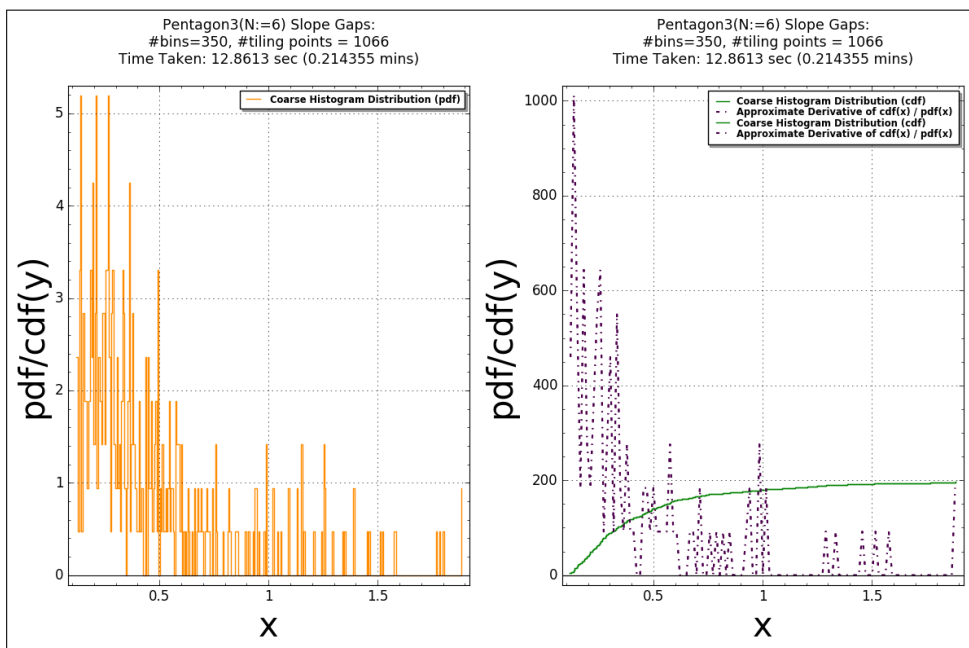 Pentagon3(N:=6) Slope Gaps:
#bins=350, #tiling points = 1066
Time Taken: 12.8613 sec (0.214355 mins)
Coarse Histogram Distribution (pdf)
5
4
3
2
1
0
0.5
1
1.5
pdf/cdf(y)
x
Pentagon3(N:=6) Slope Gaps:
#bins=350, #tiling points = 1066
Time Taken: 12.8613 sec (0.214355 mins)
Coarse Histogram Distribution (cdf)
Approximate Derivative of cdf(x) / pdf(x)
Coarse Histogram Distribution (cdf)
Approximate Derivative of cdf(x) / pdf(x)
1000
800
600
400
200
0
0.5
1
1.5
pdf/cdf(y)
x